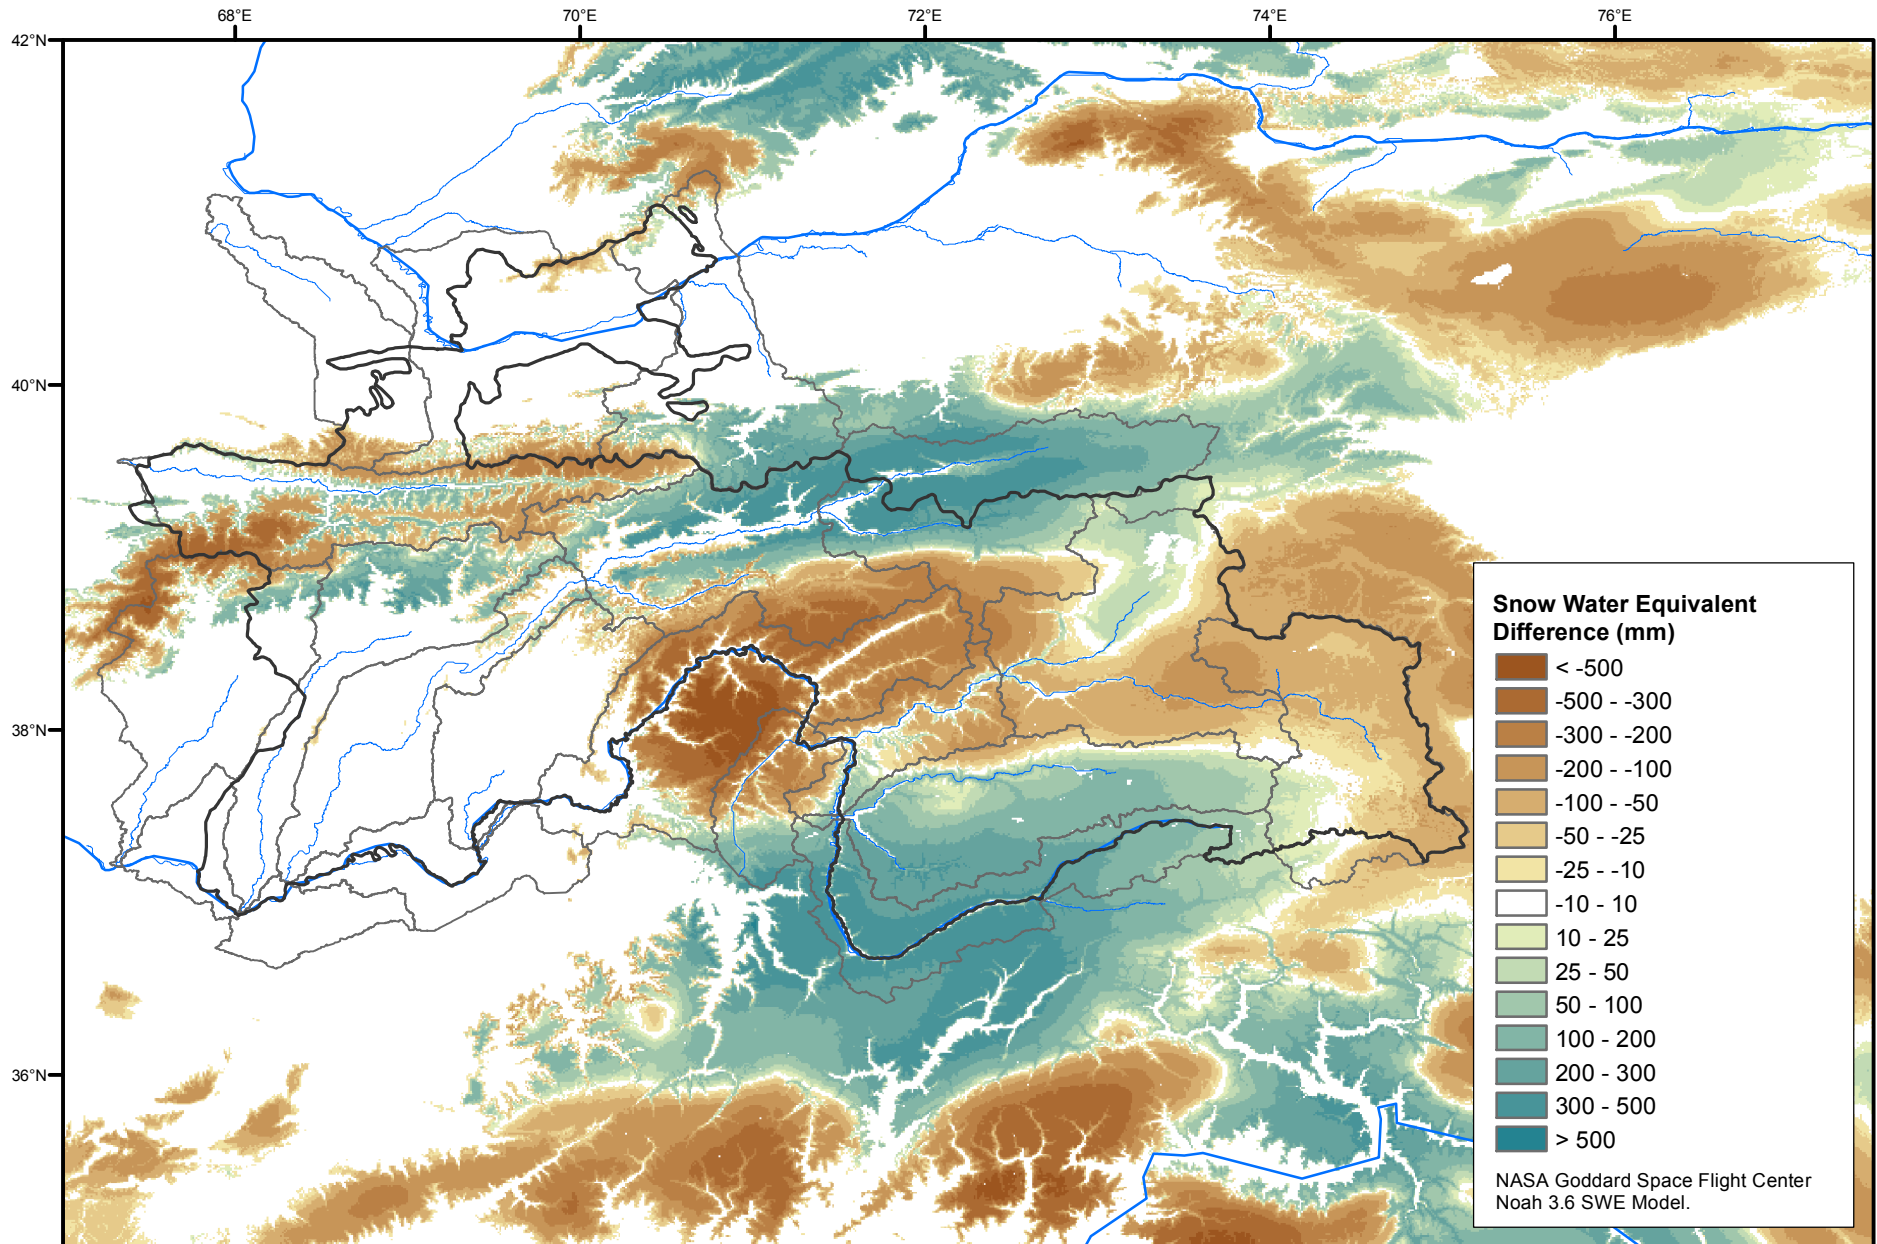 68°E 70°E 72°E 74°E 76°E
42°N
40°N
38°N
36°N
Snow Water Equivalent
Difference (mm)
< -500
-500 - -300
-300 - -200
-200 - -100
-100 - -50
-50 - -25
-25 - -10
-10 - 10
10 - 25
25 - 50
50 - 100
100 - 200
200 - 300
300 - 500
> 500
NASA Goddard Space Flight Center
Noah 3.6 SWE Model.